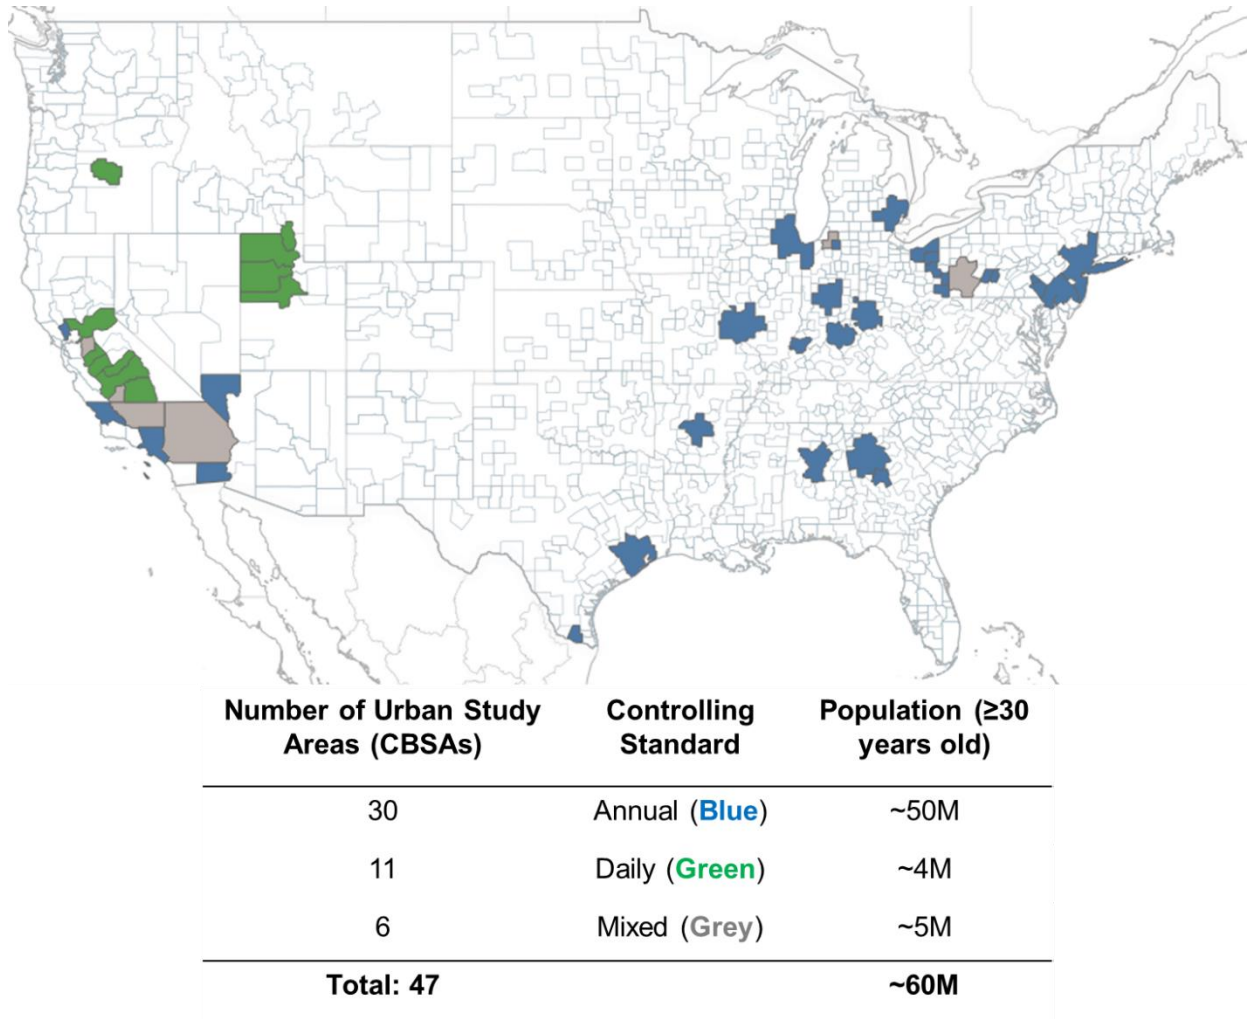 Number of Urban Study Areas (CBSAs) Controlling Standard Population (≥30 years old)
30 Annual (Blue) ~50M
11 Daily (Green) ~4M
6 Mixed (Grey) ~5M
Total: 47 ~60M